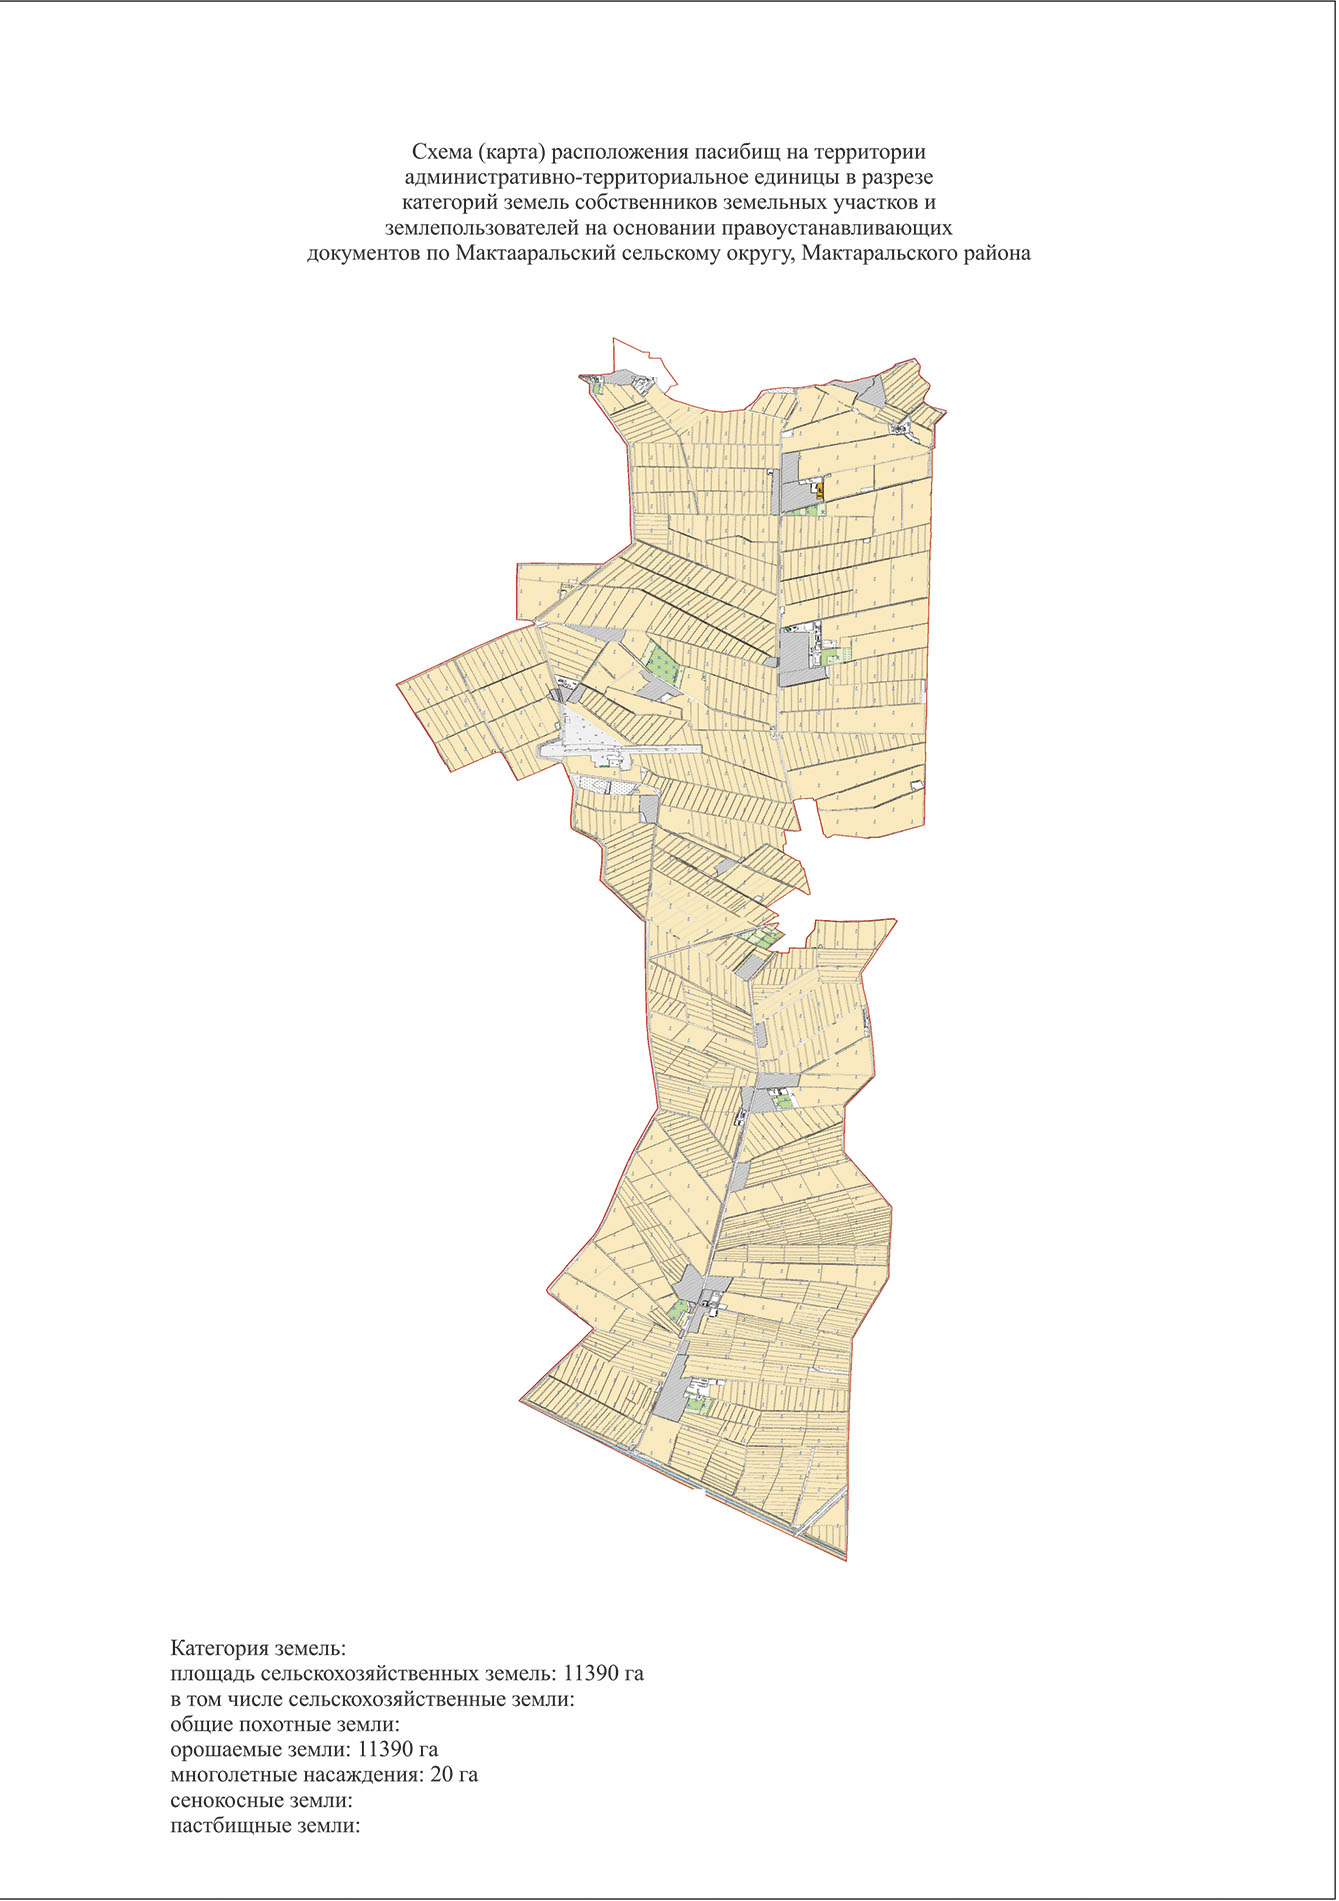 Схема (карта) расположения пасибищ на территории
административно-территориальное единицы в разрезе
категорий земель собственников земельных участков и
землепользователей на основании правоустанавливающих
документов по Мактааральский сельскому округу, Мактаральского района
Категория земель:
площадь сельскохозяйственных земель: 11390 га
в том числе сельскохозяйственные земли:
общие похотные земли:
орошаемые земли: 11390 га
многолетные насаждения: 20 га
сенокосные земли:
пастбищные земли: